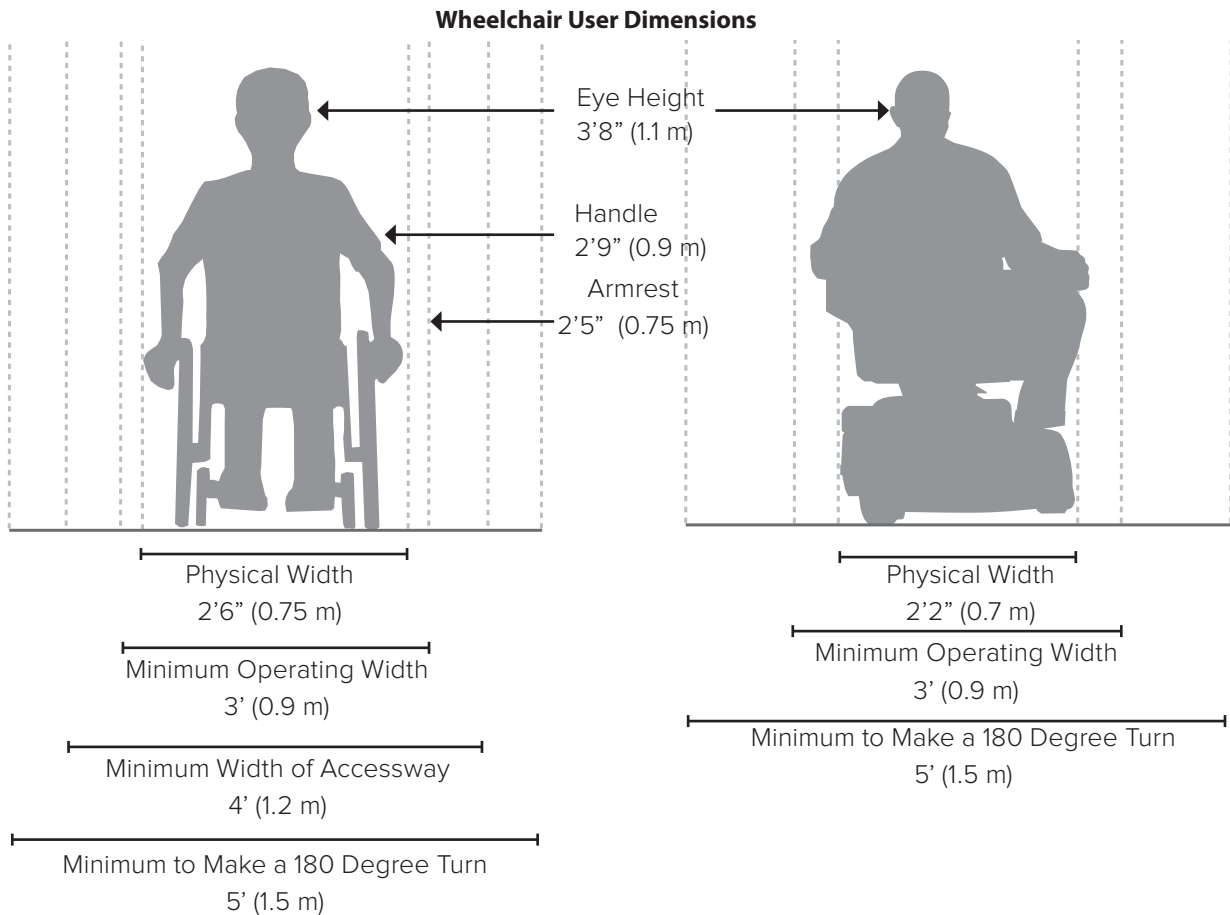 Wheelchair User Dimensions
Eye Height
3’8” (1.1 m)
Handle
2’9” (0.9 m)
Armrest
2’5” (0.75 m)
Physical Width
2’6” (0.75 m)
Minimum Operating Width
3’ (0.9 m)
Minimum Width of Accessway
4’ (1.2 m)
Minimum to Make a 180 Degree Turn
5’ (1.5 m)
Physical Width
2’2” (0.7 m)
Minimum Operating Width
3’ (0.9 m)
Minimum to Make a 180 Degree Turn
5’ (1.5 m)